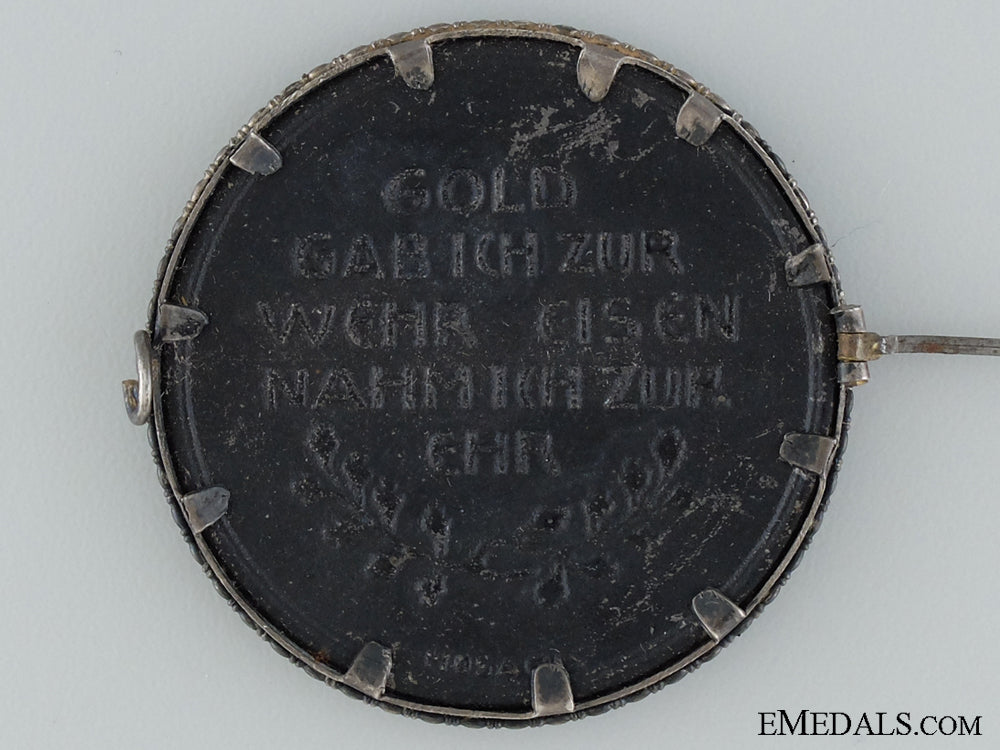 GOLD
GAB ICH ZUR
WEHR EISEN
NAHM ICH ZUR
EHR
EMEDALS.COM